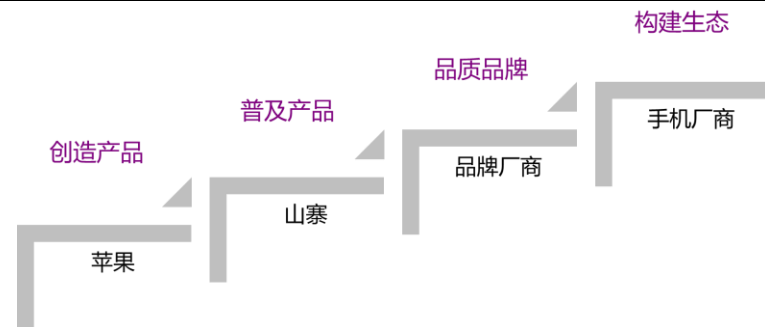 创造产品
苹果
普及产品
山寨
品质品牌
品牌厂商
构建生态
手机厂商